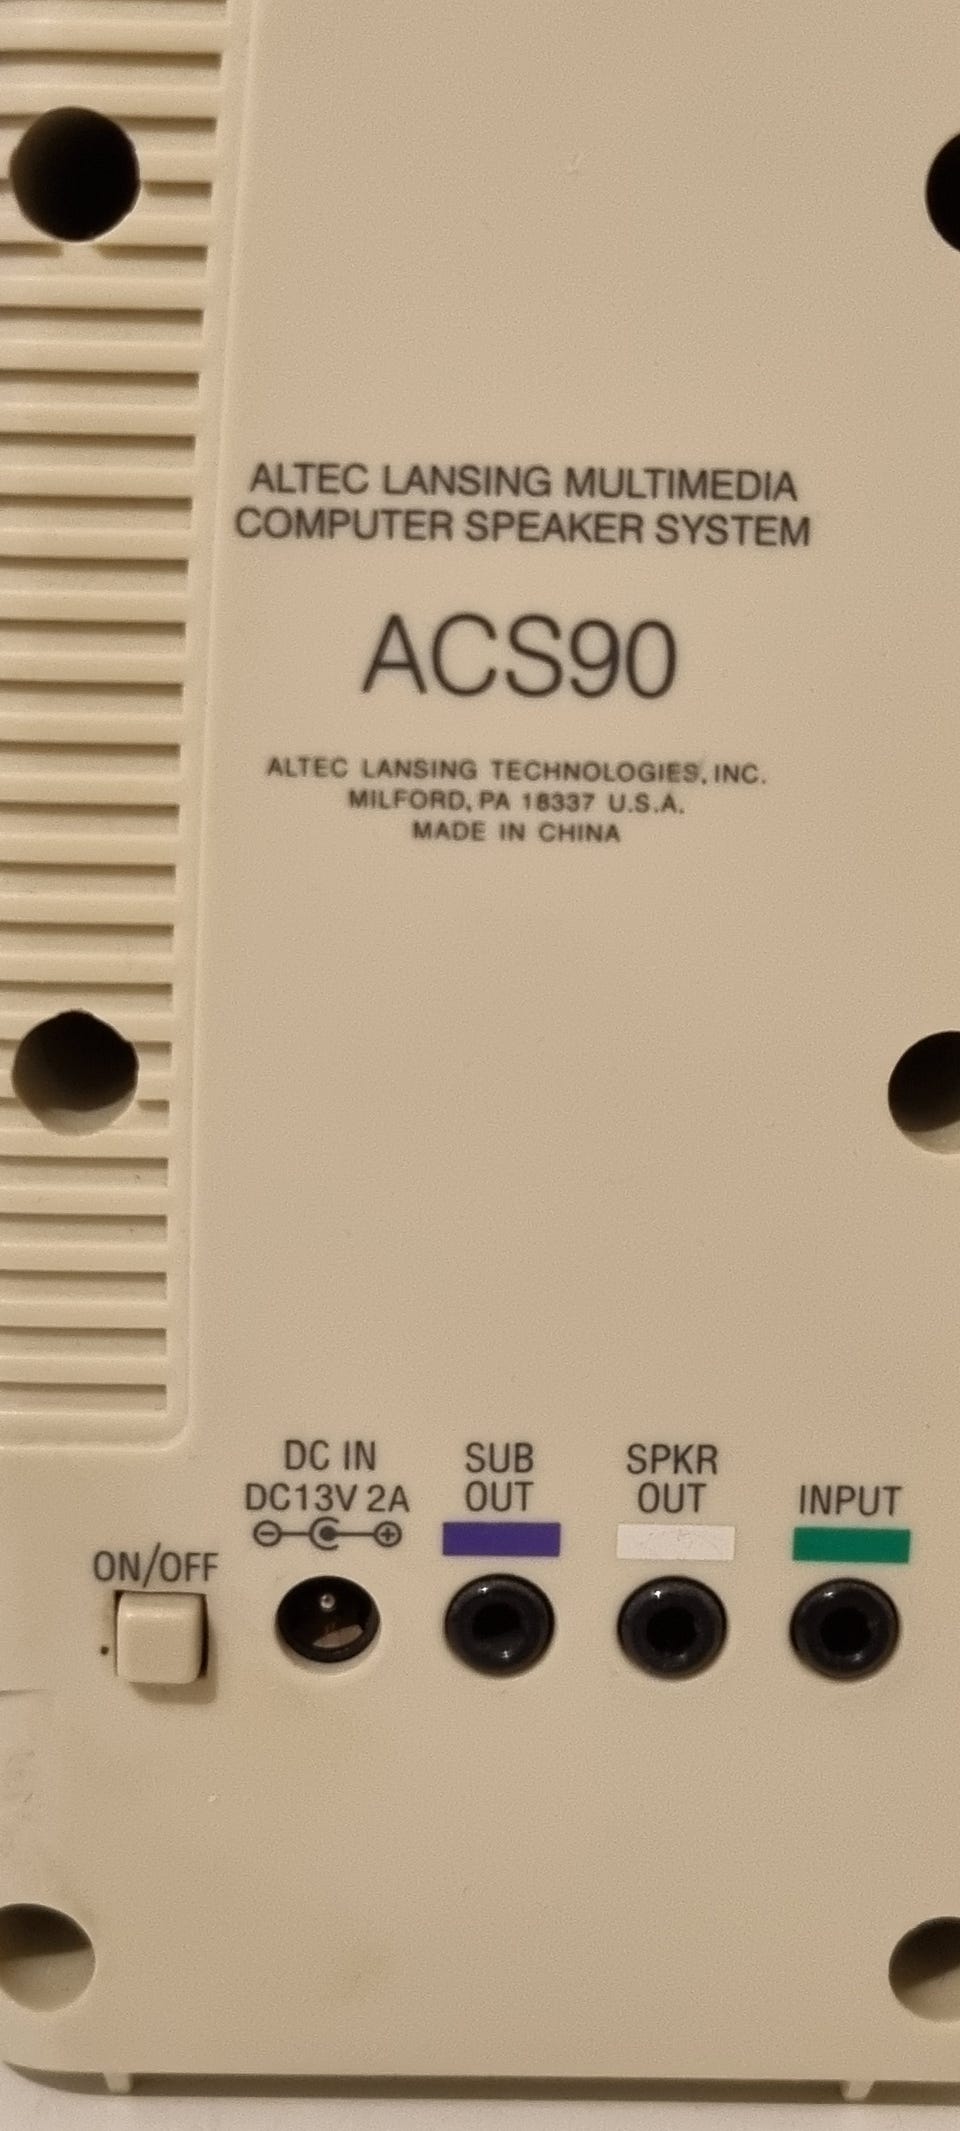 ALTEC LANSING MULTIMEDIA
COMPUTER SPEAKER SYSTEM
ACS90
ALTEC LANSING TECHNOLOGIES, INC.
MILFORD, PA 18337 U.S.A.
MADE IN CHINA
ON/OFF
DC IN
DC13V 2A
SUB
OUT
SPKR
OUT
INPUT